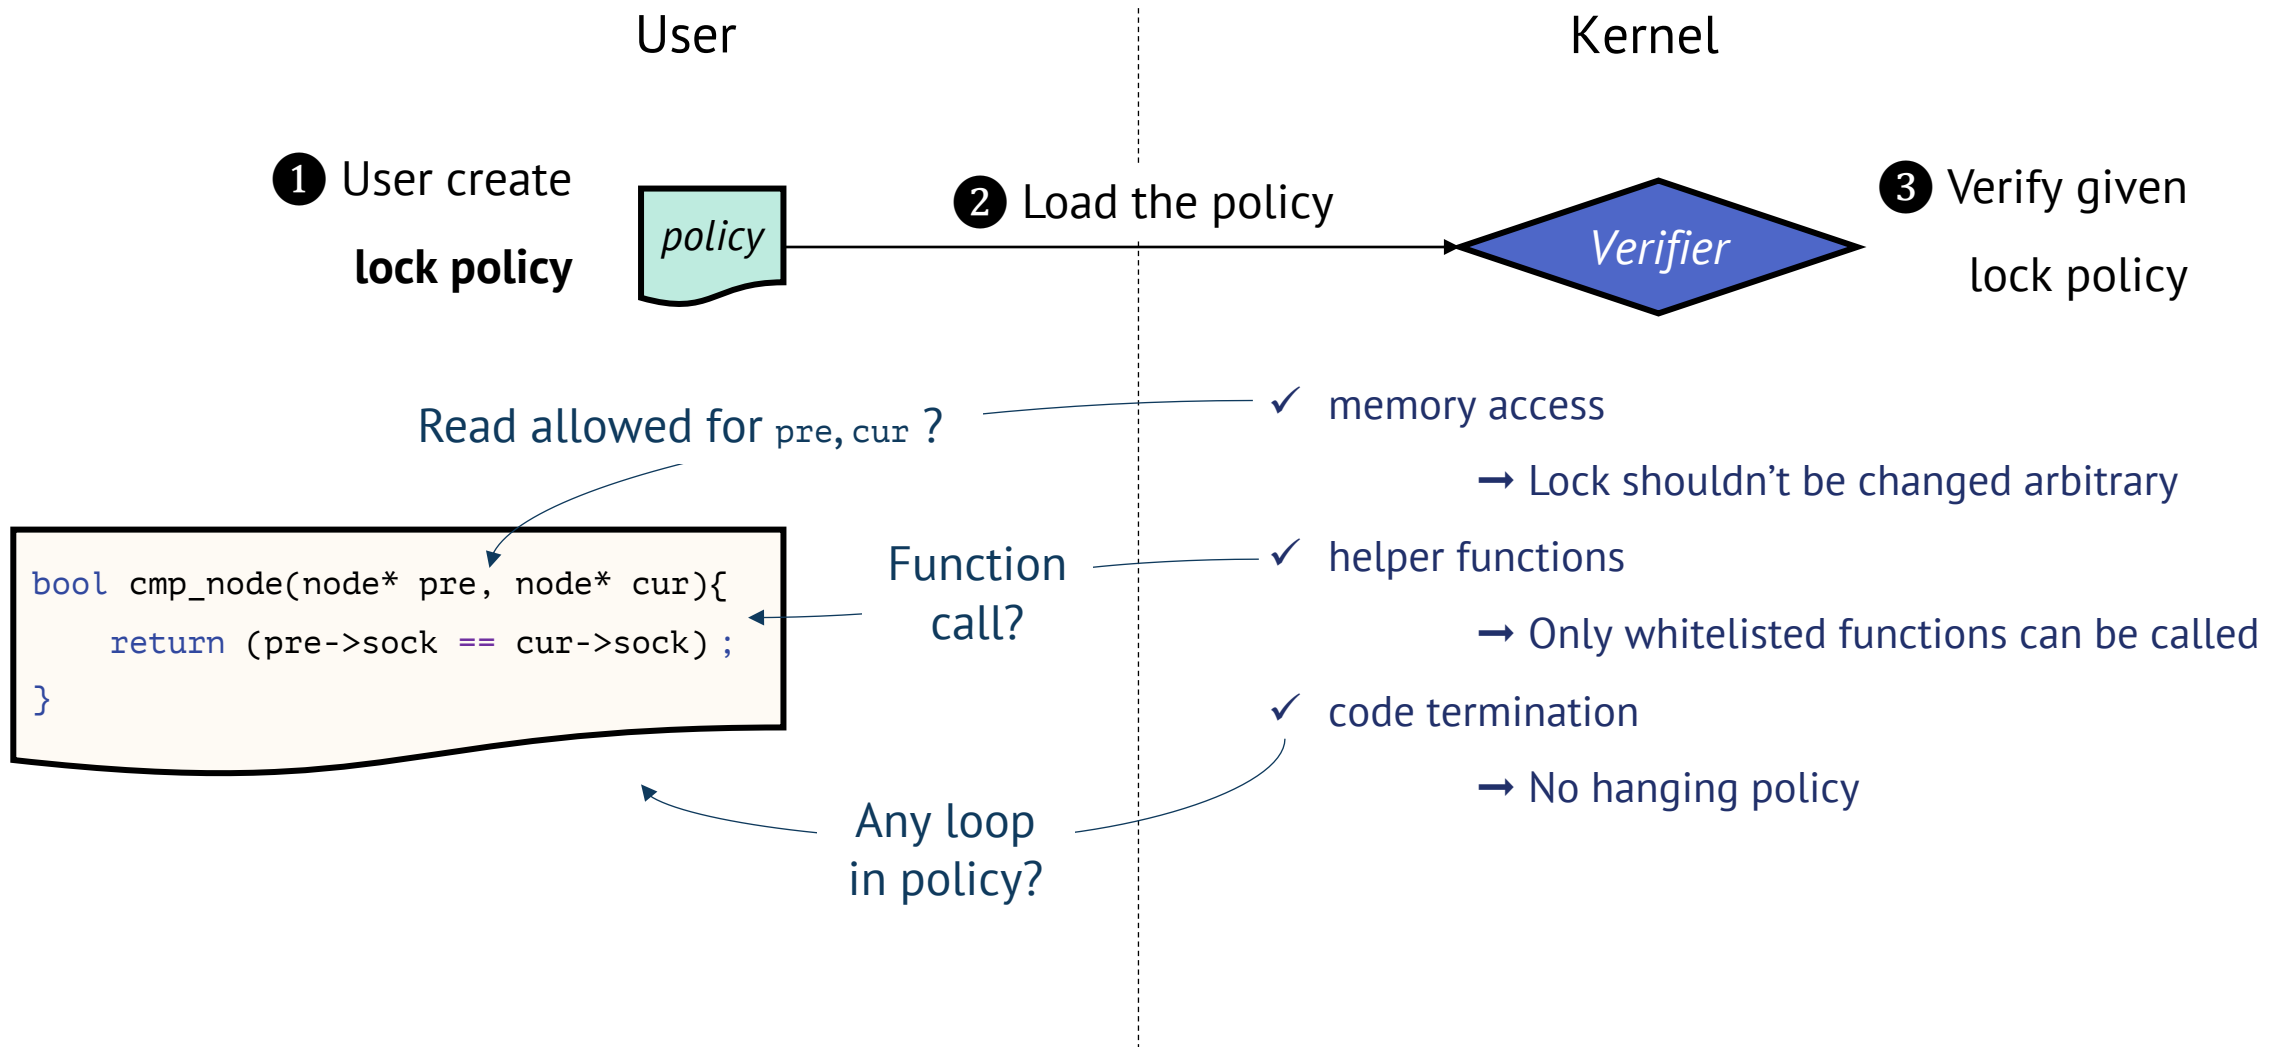 User
Kernel
❶ User create
lock policy
policy
❷ Load the policy
Verifier
❸ Verify given
lock policy
Read allowed for pre, cur ?
✓ memory access
➞ Lock shouldn't be changed arbitrary
bool cmp_node(node* pre, node* cur){
return (pre->sock == cur->sock) ;
}
Function
call?
✓ helper functions
➞ Only whitelisted functions can be called
✓ code termination
➞ No hanging policy
Any loop
in policy?